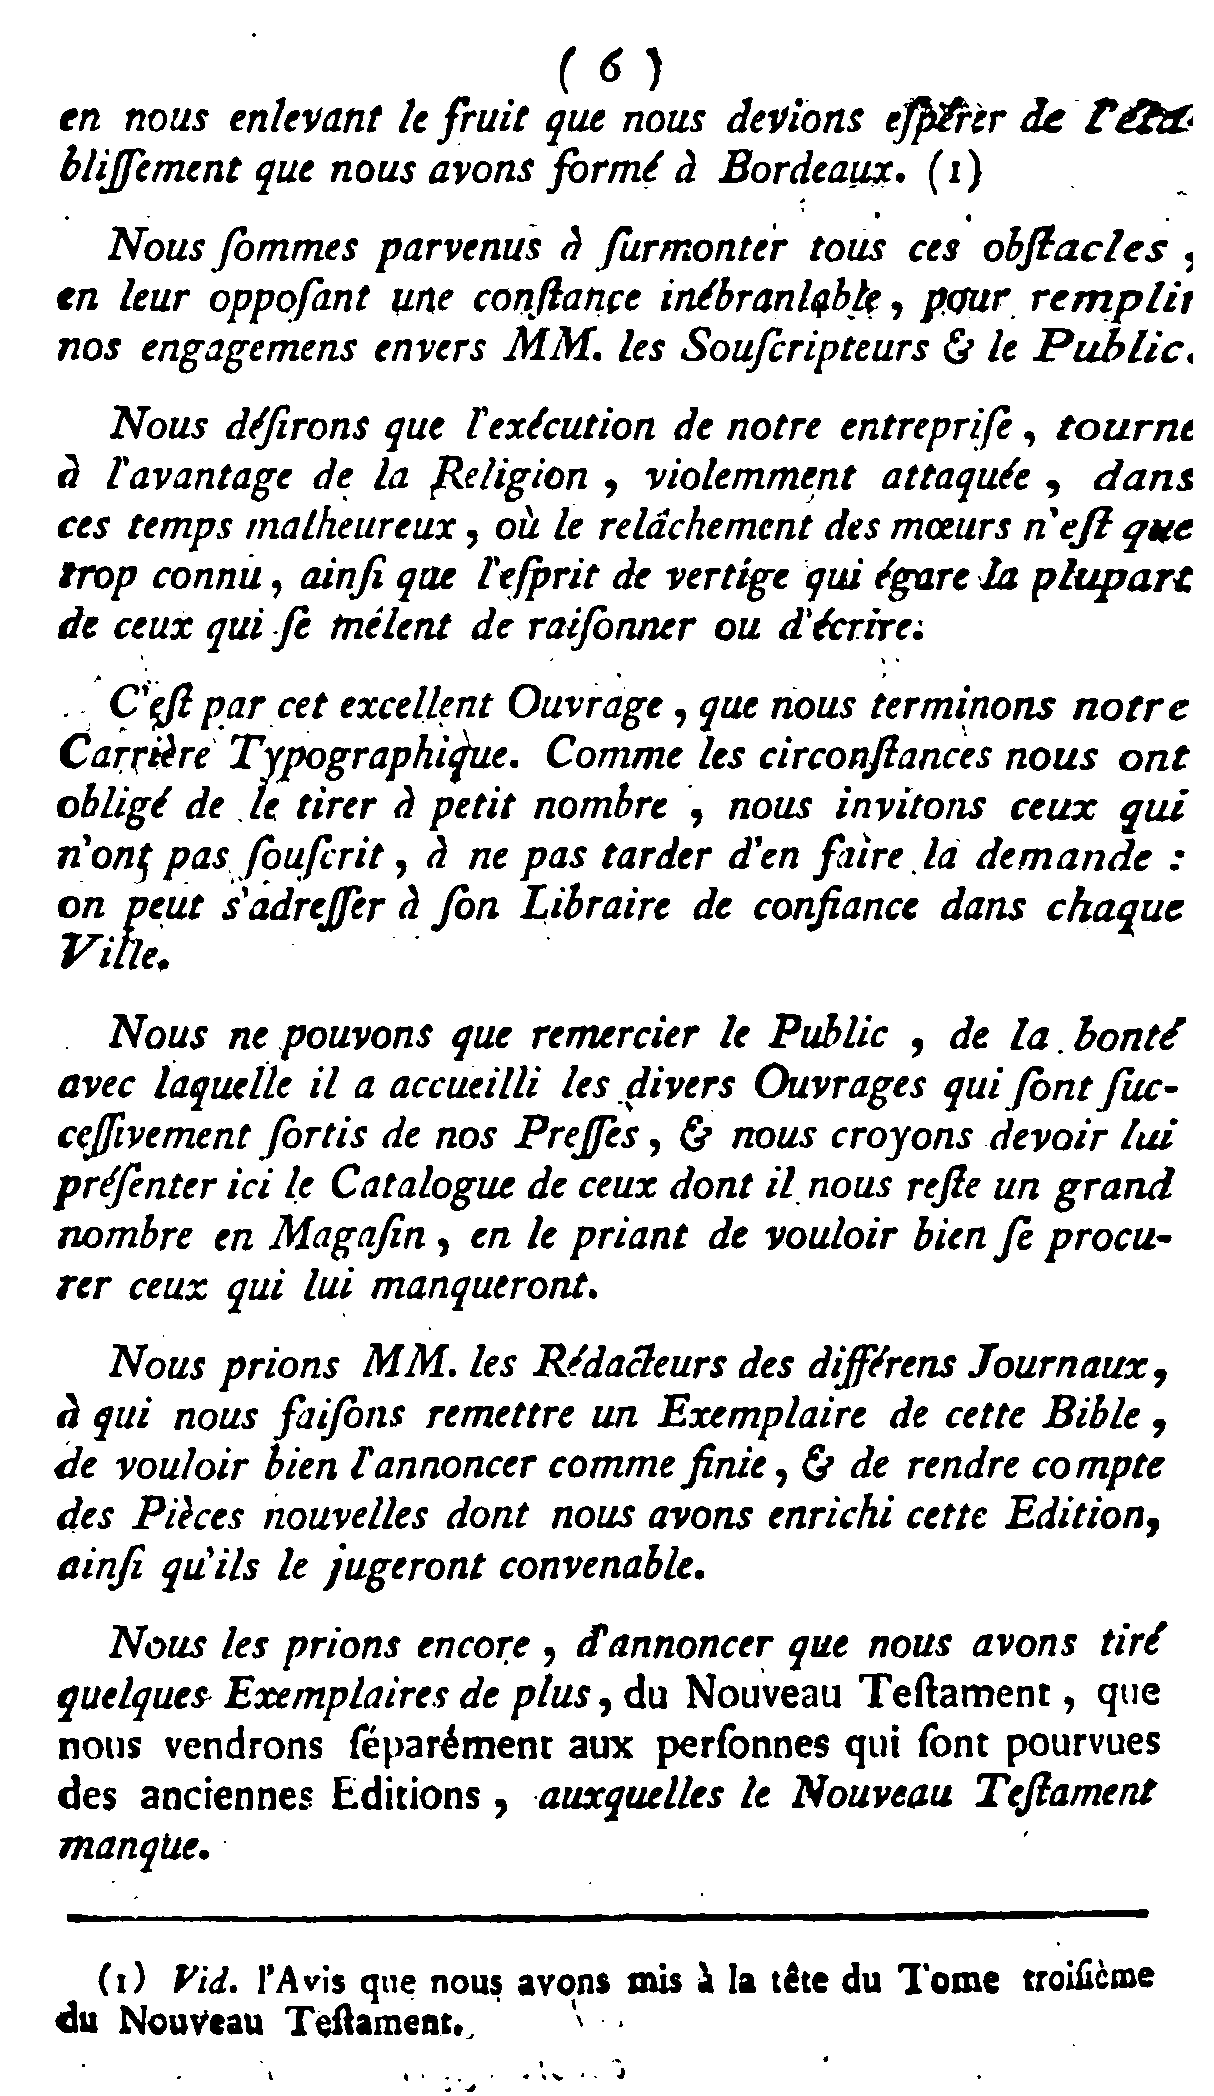 ( 6 )
en nous enlevant le fruit que nous devions eſpérer de l'éta-
bliſſement que nous avons formé à Bordeaux. (1)
Nous ſommes parvenus à ſurmonter tous ces obſtacles,
en leur oppoſant une conſtance inébranlable, pour remplir
nos engagemens envers MM. les Souſcripteurs & le Public.
Nous déſirons que l'exécution de notre entrepriſe, tourne
à l'avantage de la Religion, violemment attaquée, dans
ces temps malheureux, où le relâchement des mœurs n'eſt que
trop connu, ainſi que l'eſprit de vertige qui égare la plupart
de ceux qui ſe mêlent de raiſonner ou d'écrire.
C'eſt par cet excellent Ouvrage, que nous terminons notre
Carrière Typographique. Comme les circonſtances nous ont
obligé de le tirer à petit nombre, nous invitons ceux qui
n'ont pas ſouſcrit, à ne pas tarder d'en faire la demande :
on peut s'adreſſer à ſon Libraire de confiance dans chaque
Ville.
Nous ne pouvons que remercier le Public, de la bonté
avec laquelle il a accueilli les divers Ouvrages qui ſont ſuc-
ceſſivement ſortis de nos Preſſes, & nous croyons devoir lui
préſenter ici le Catalogue de ceux dont il nous reſte un grand
nombre en Magaſin, en le priant de vouloir bien ſe procu-
rer ceux qui lui manqueront.
Nous prions MM. les Rédacteurs des différens Journaux,
à qui nous faiſons remettre un Exemplaire de cette Bible,
de vouloir bien l'annoncer comme finie, & de rendre compte
des Pièces nouvelles dont nous avons enrichi cette Edition,
ainſi qu'ils le jugeront convenable.
Nous les prions encore, d'annoncer que nous avons tiré
quelques Exemplaires de plus, du Nouveau Teſtament, que
nous vendrons ſéparément aux perſonnes qui ſont pourvues
des anciennes Editions, auxquelles le Nouveau Teſtament
manque.
(1) Vid. l'Avis que nous avons mis à la tête du Tome troiſième
du Nouveau Teſtament.